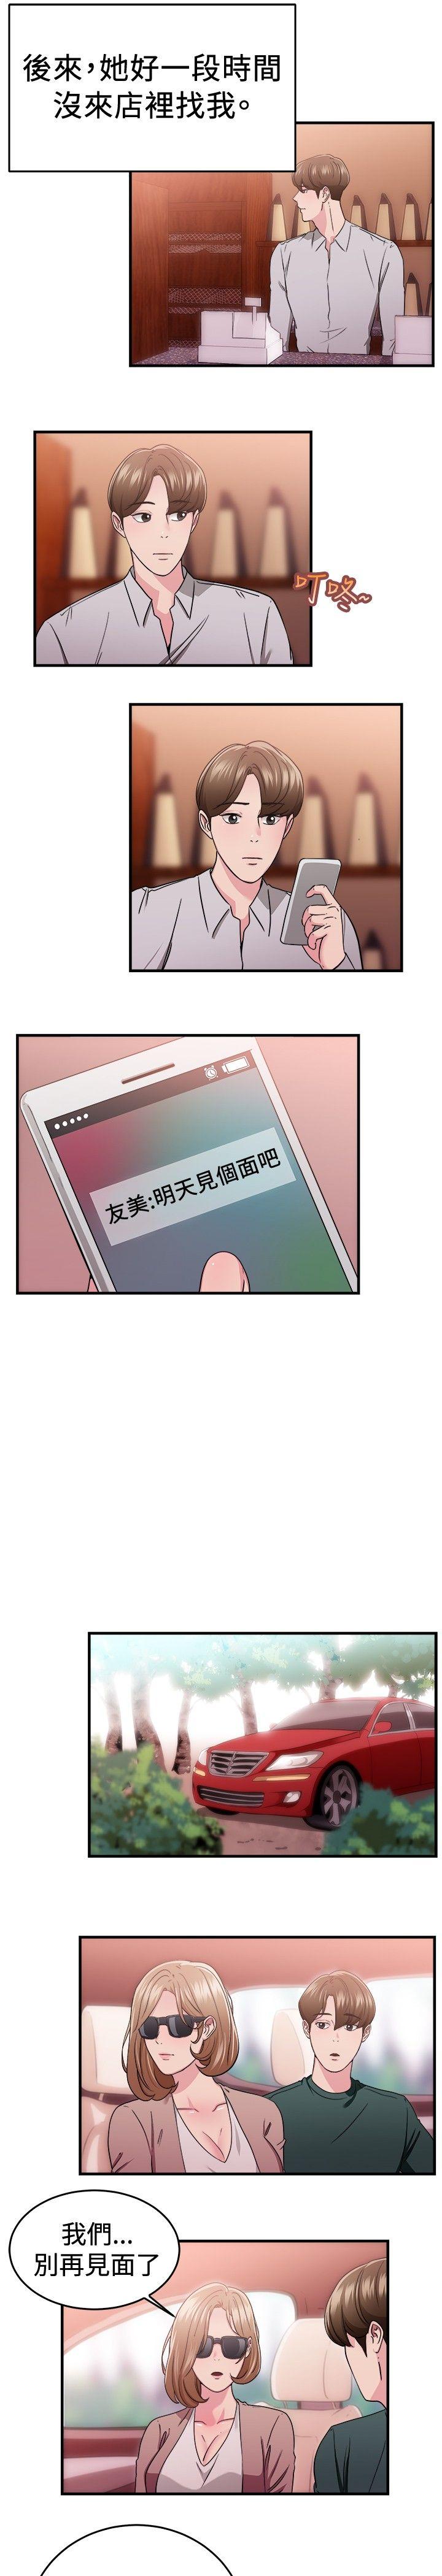 後來,她好一段時間
沒來店裡找我。
叮咚~
友美:明天見個面吧
我們...
別再見面了